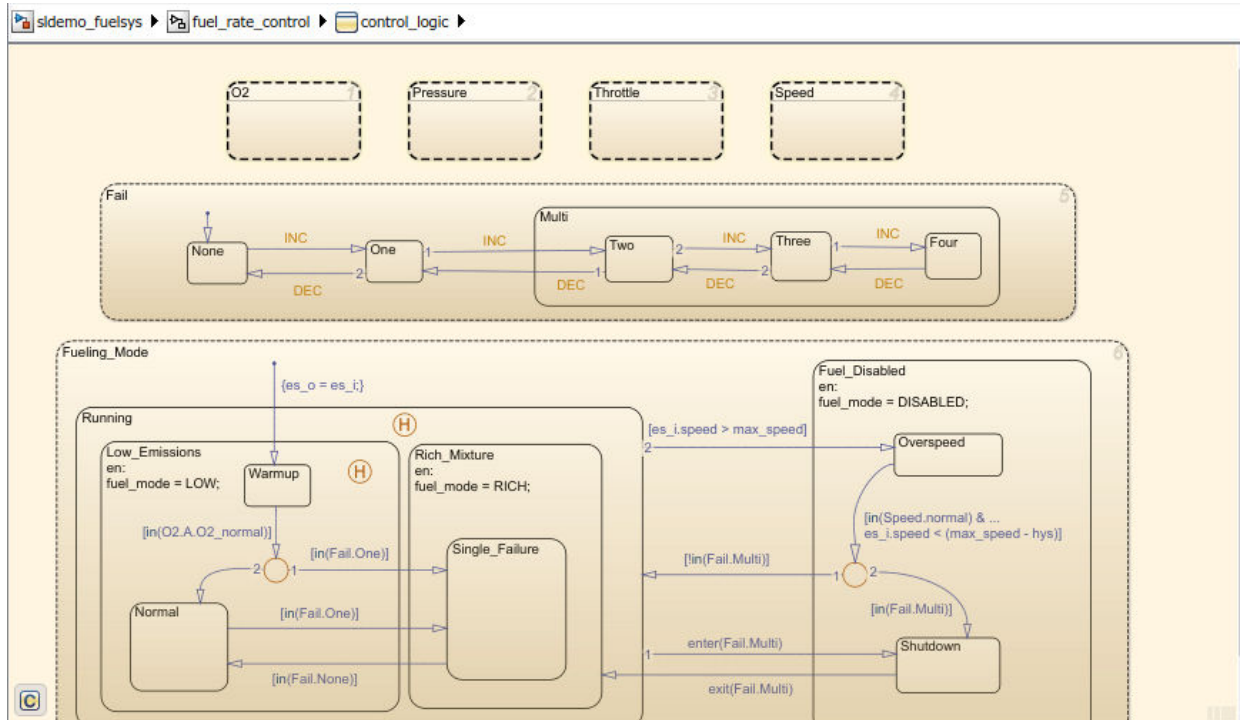 sldemo_fuelsys fuel_rate_control control_logic
O2 1 Pressure 2 Throttle 3 Speed 4
Fail 5
Multi
None INC One 1 INC Two 2 INC Three 1 INC Four
2 DEC 1 DEC 2 DEC DEC
Fueling_Mode 6
{es_o = es_i;}
Fuel_Disabled
en:
fuel_mode = DISABLED;
Running
H
[es_i.speed > max_speed]
2
Overspeed
Low_Emissions
en:
fuel_mode = LOW;
H
Warmup
Rich_Mixture
en:
fuel_mode = RICH;
[in(O2.A.O2_normal)]
[in(Speed.normal) & ...
es_i.speed < (max_speed - hys)]
[in(Fail.One)]
2 1
Single_Failure
[!in(Fail.Multi)]
1 2
Normal
[in(Fail.One)]
[in(Fail.Multi)]
1 enter(Fail.Multi)
Shutdown
[in(Fail.None)]
exit(Fail.Multi)
C